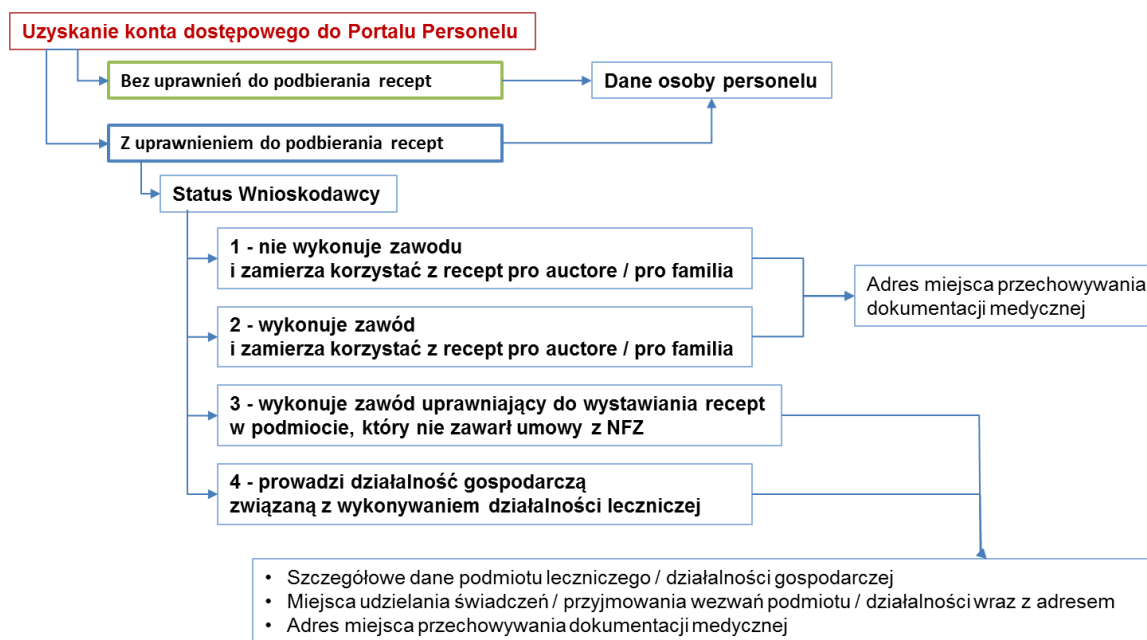 Uzyskanie konta dostępowego do Portalu Personelu
Bez uprawnień do podbierania recept
Dane osoby personelu
Z uprawnieniem do podbierania recept
Status Wnioskodawcy
1 - nie wykonuje zawodu
i zamierza korzystać z recept pro auctore / pro familia
Adres miejsca przechowywania
dokumentacji medycznej
2 - wykonuje zawód
i zamierza korzystać z recept pro auctore / pro familia
3 - wykonuje zawód uprawniający do wystawiania recept
w podmiocie, który nie zawarł umowy z NFZ
4 - prowadzi działalność gospodarczą
związaną z wykonywaniem działalności leczniczej
• Szczegółowe dane podmiotu leczniczego / działalności gospodarczej
• Miejsca udzielania świadczeń / przyjmowania wezwań podmiotu / działalności wraz z adresem
• Adres miejsca przechowywania dokumentacji medycznej